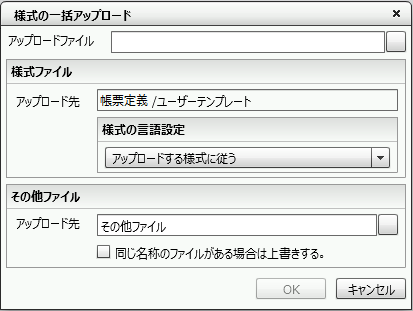 様式の一括アップロード
アップロードファイル
様式ファイル
アップロード先 帳票定義 /ユーザーテンプレート
様式の言語設定
アップロードする様式に従う
その他ファイル
アップロード先 その他ファイル
同じ名称のファイルがある場合は上書きする。
OK キャンセル